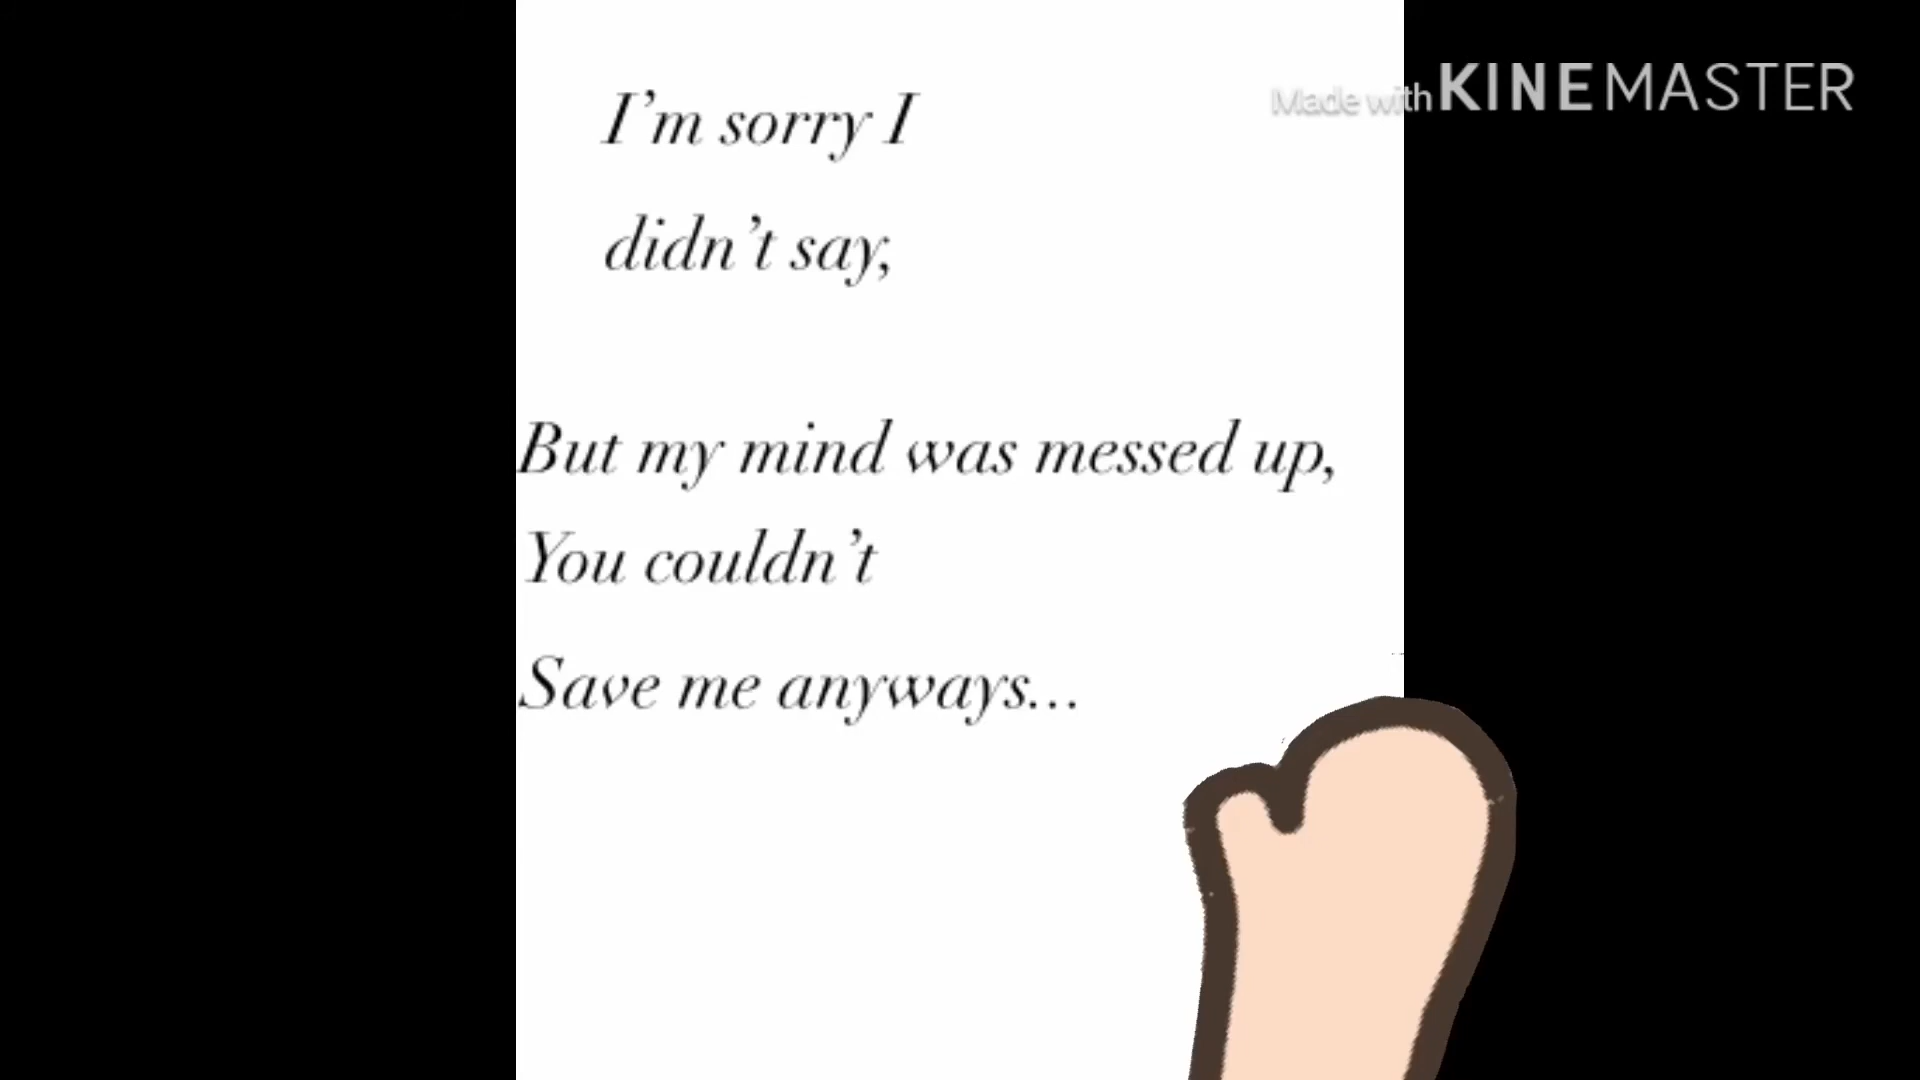 Made with KINEMASTER
I'm sorry I
didn't say,
But my mind was messed up,
You couldn't
Save me anyways...